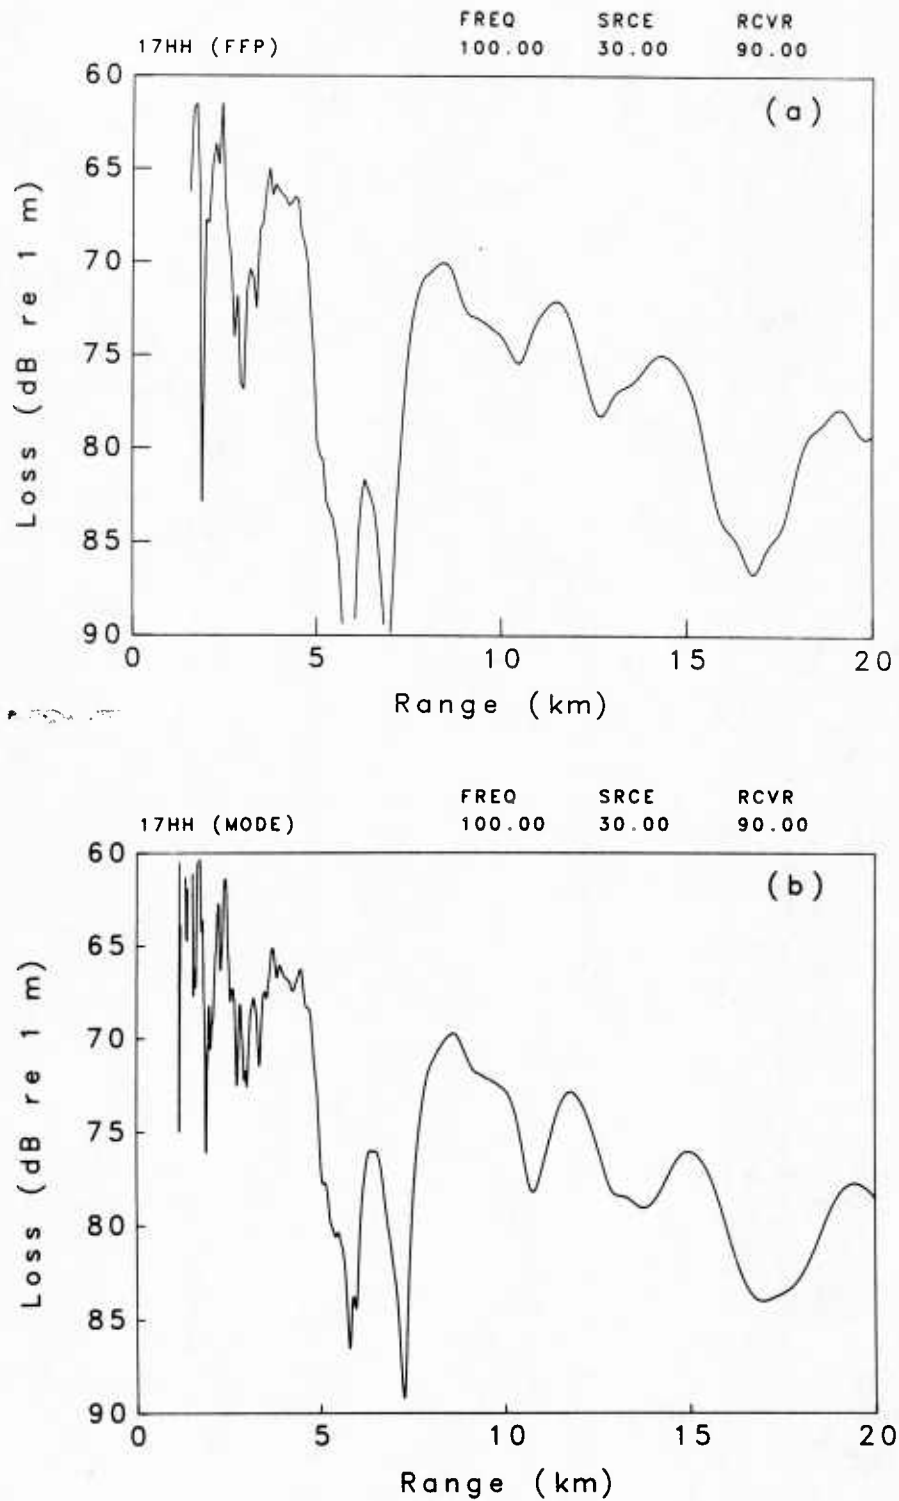 FREQ SRCE RCVR
17HH (FFP) 100.00 30.00 90.00
(a)
60
65
70
75
80
85
90
Loss (dB re 1 m)
0 5 10 15 20
Range (km)
FREQ SRCE RCVR
17HH (MODE) 100.00 30.00 90.00
(b)
60
65
70
75
80
85
90
Loss (dB re 1 m)
0 5 10 15 20
Range (km)